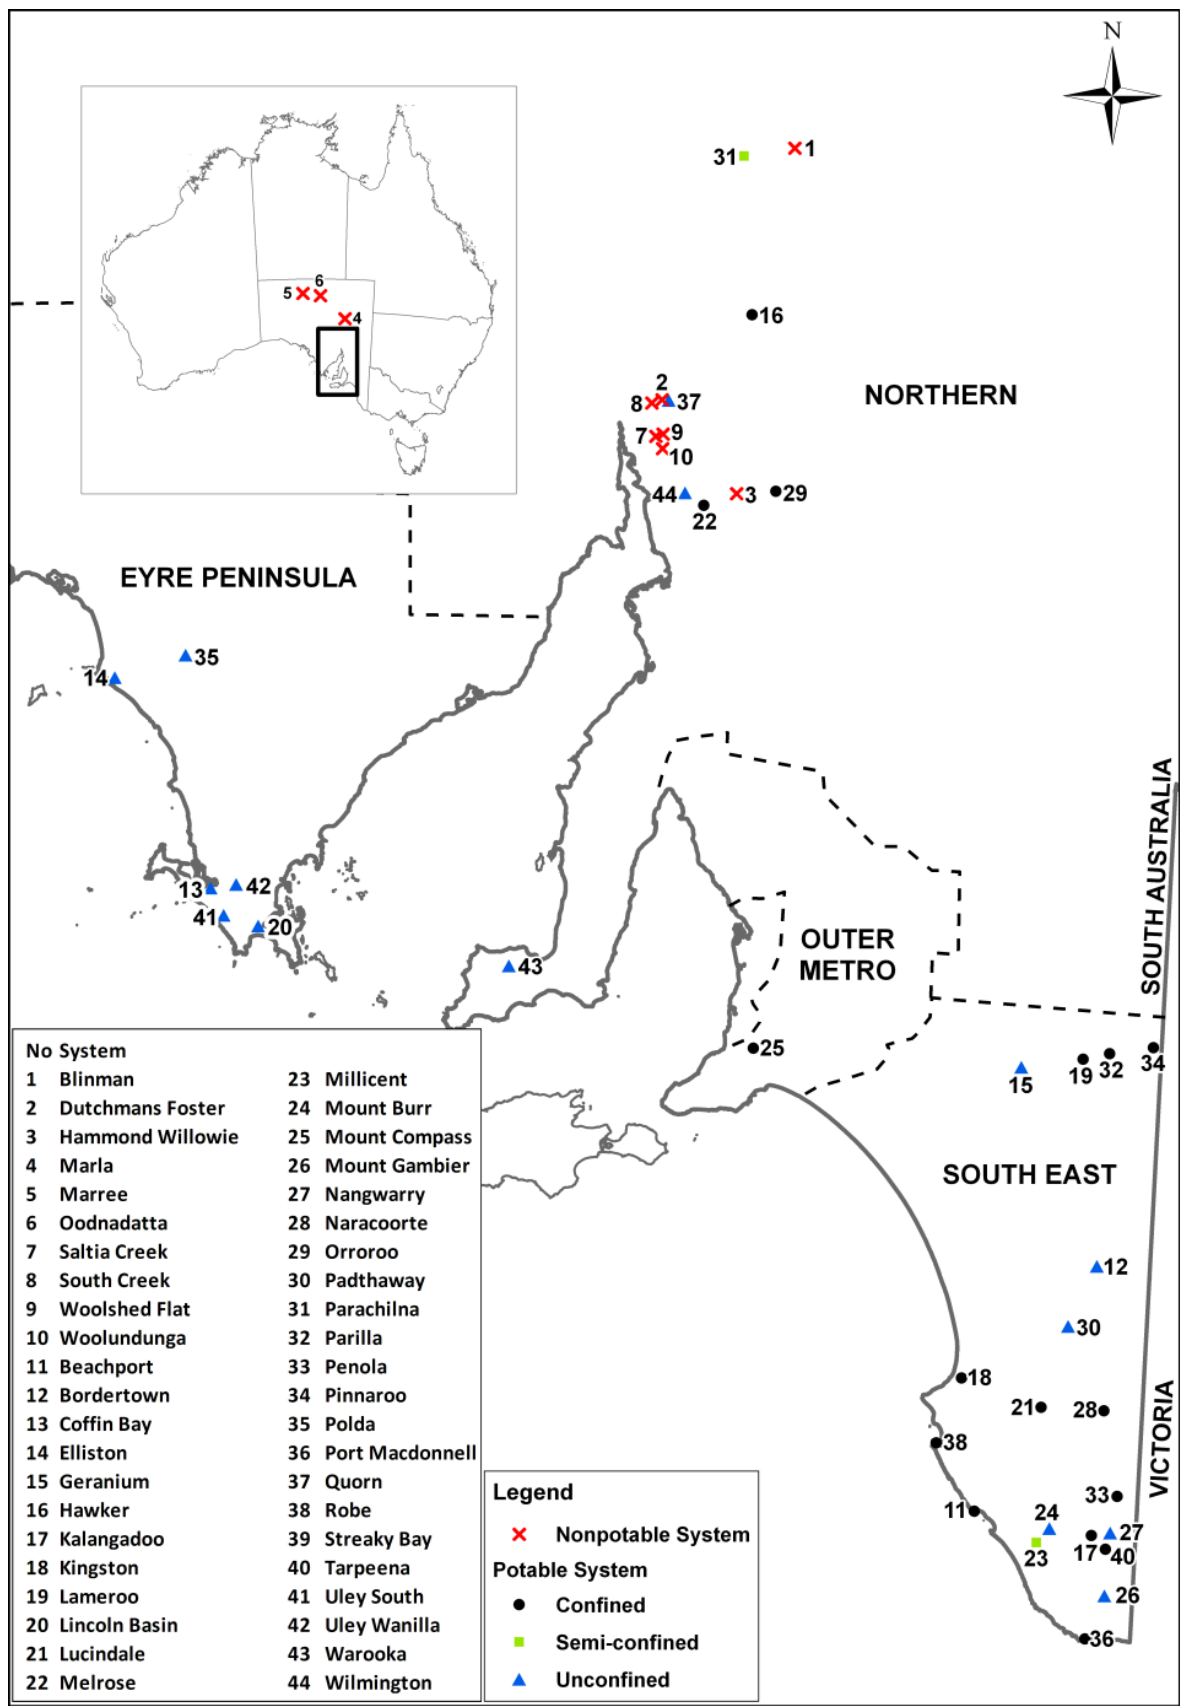 N
31
1
6
5
4
16
NORTHERN
2
8
37
7
9
10
44
3
29
22
EYRE PENINSULA
35
14
SOUTH AUSTRALIA
13
42
41
20
OUTER
METRO
43
25
19
32
34
15
SOUTH EAST
12
30
18
21
28
38
VICTORIA
33
11
24
27
23
17
40
26
36
No System
1 Blinman
2 Dutchmans Foster
3 Hammond Willowie
4 Marla
5 Marree
6 Oodnadatta
7 Saltia Creek
8 South Creek
9 Woolshed Flat
10 Woolundunga
11 Beachport
12 Bordertown
13 Coffin Bay
14 Elliston
15 Geranium
16 Hawker
17 Kalangadoo
18 Kingston
19 Lameroo
20 Lincoln Basin
21 Lucindale
22 Melrose
23 Millicent
24 Mount Burr
25 Mount Compass
26 Mount Gambier
27 Nangwarry
28 Naracoorte
29 Orroroo
30 Padthaway
31 Parachilna
32 Parilla
33 Penola
34 Pinnaroo
35 Polda
36 Port Macdonnell
37 Quorn
38 Robe
39 Streaky Bay
40 Tarpeena
41 Uley South
42 Uley Wanilla
43 Warooka
44 Wilmington
Legend
Nonpotable System
Potable System
Confined
Semi-confined
Unconfined